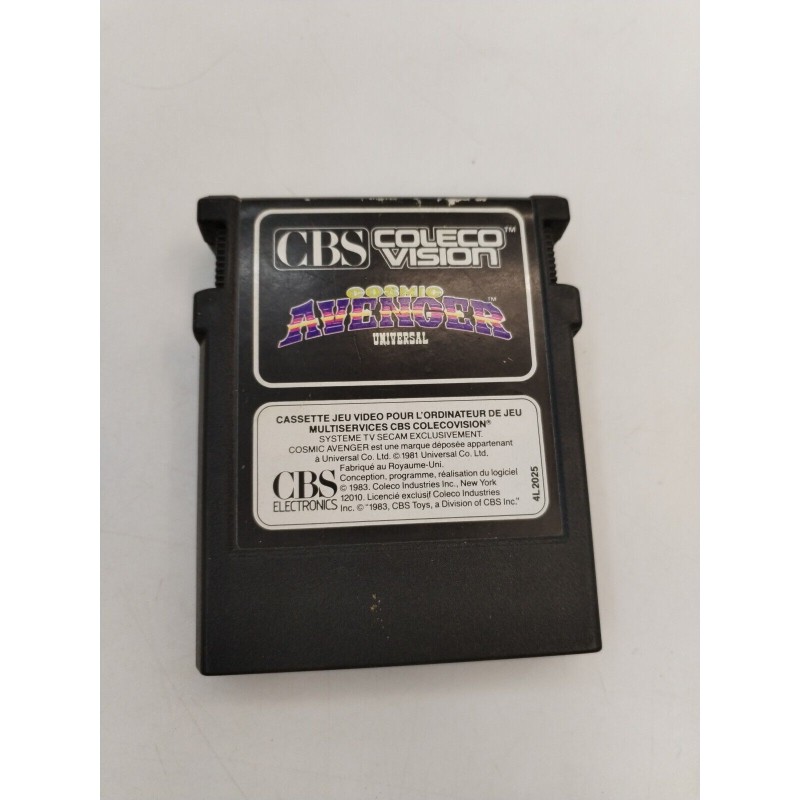 CBS COLECO VISION™
COSMIC
AVENGER™
UNIVERSAL
CASSETTE JEU VIDEO POUR L'ORDINATEUR DE JEU
MULTISERVICES CBS COLECOVISION®
SYSTEME TV SECAM EXCLUSIVEMENT.
COSMIC AVENGER est une marque déposée appartenant
à Universal Co. Ltd. ©1981 Universal Co. Ltd.
Fabriqué au Royaume-Uni.
Conception, programme, réalisation du logiciel
© 1983. Coleco Industries Inc., New York
12010. Licencié exclusif Coleco Industries
Inc. © "1983, CBS Toys, a Division of CBS Inc."
CBS
ELECTRONICS
4L2025